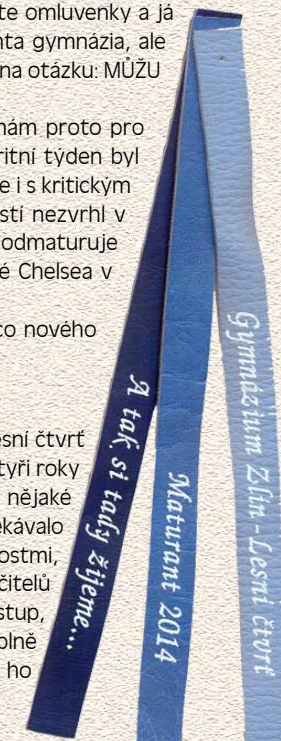 te omluvenky a já
nta gymnázia, ale
na otázku: MŮŽU
nám proto pro
ritní týden byl
e i s kritickým
stí nezvrhl v
odmaturuje
é Chelsea v
co nového
esní čtvrť
tyři roky
nějaké
ekávalo
ostmi,
čitelů
stup,
olně
ho
A tak si tady žijeme...
Maturant 2014
Gymnázium Zlín - Lesní čtvrť